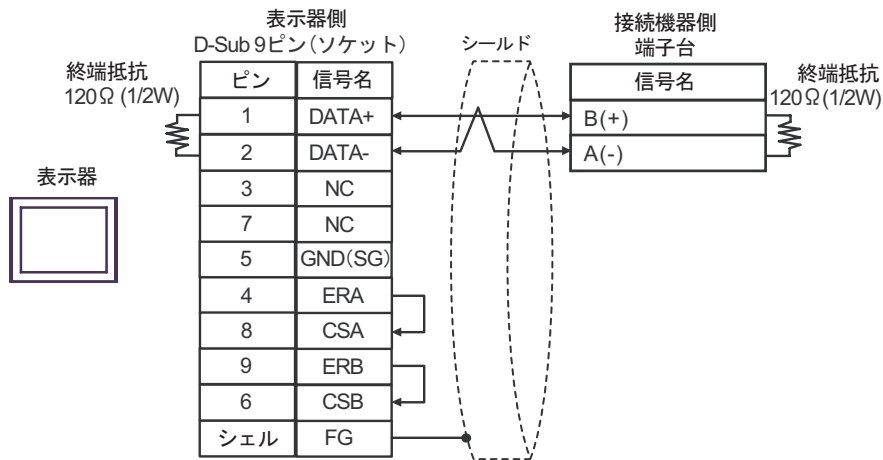 表示器側
D-Sub 9ピン(ソケット)
シールド
接続機器側
端子台
終端抵抗
120Ω(1/2W)
ピン 信号名
信号名
終端抵抗
120Ω(1/2W)
1 DATA+
B(+)
2 DATA-
A(-)
表示器
3 NC
7 NC
5 GND(SG)
4 ERA
8 CSA
9 ERB
6 CSB
シェル FG